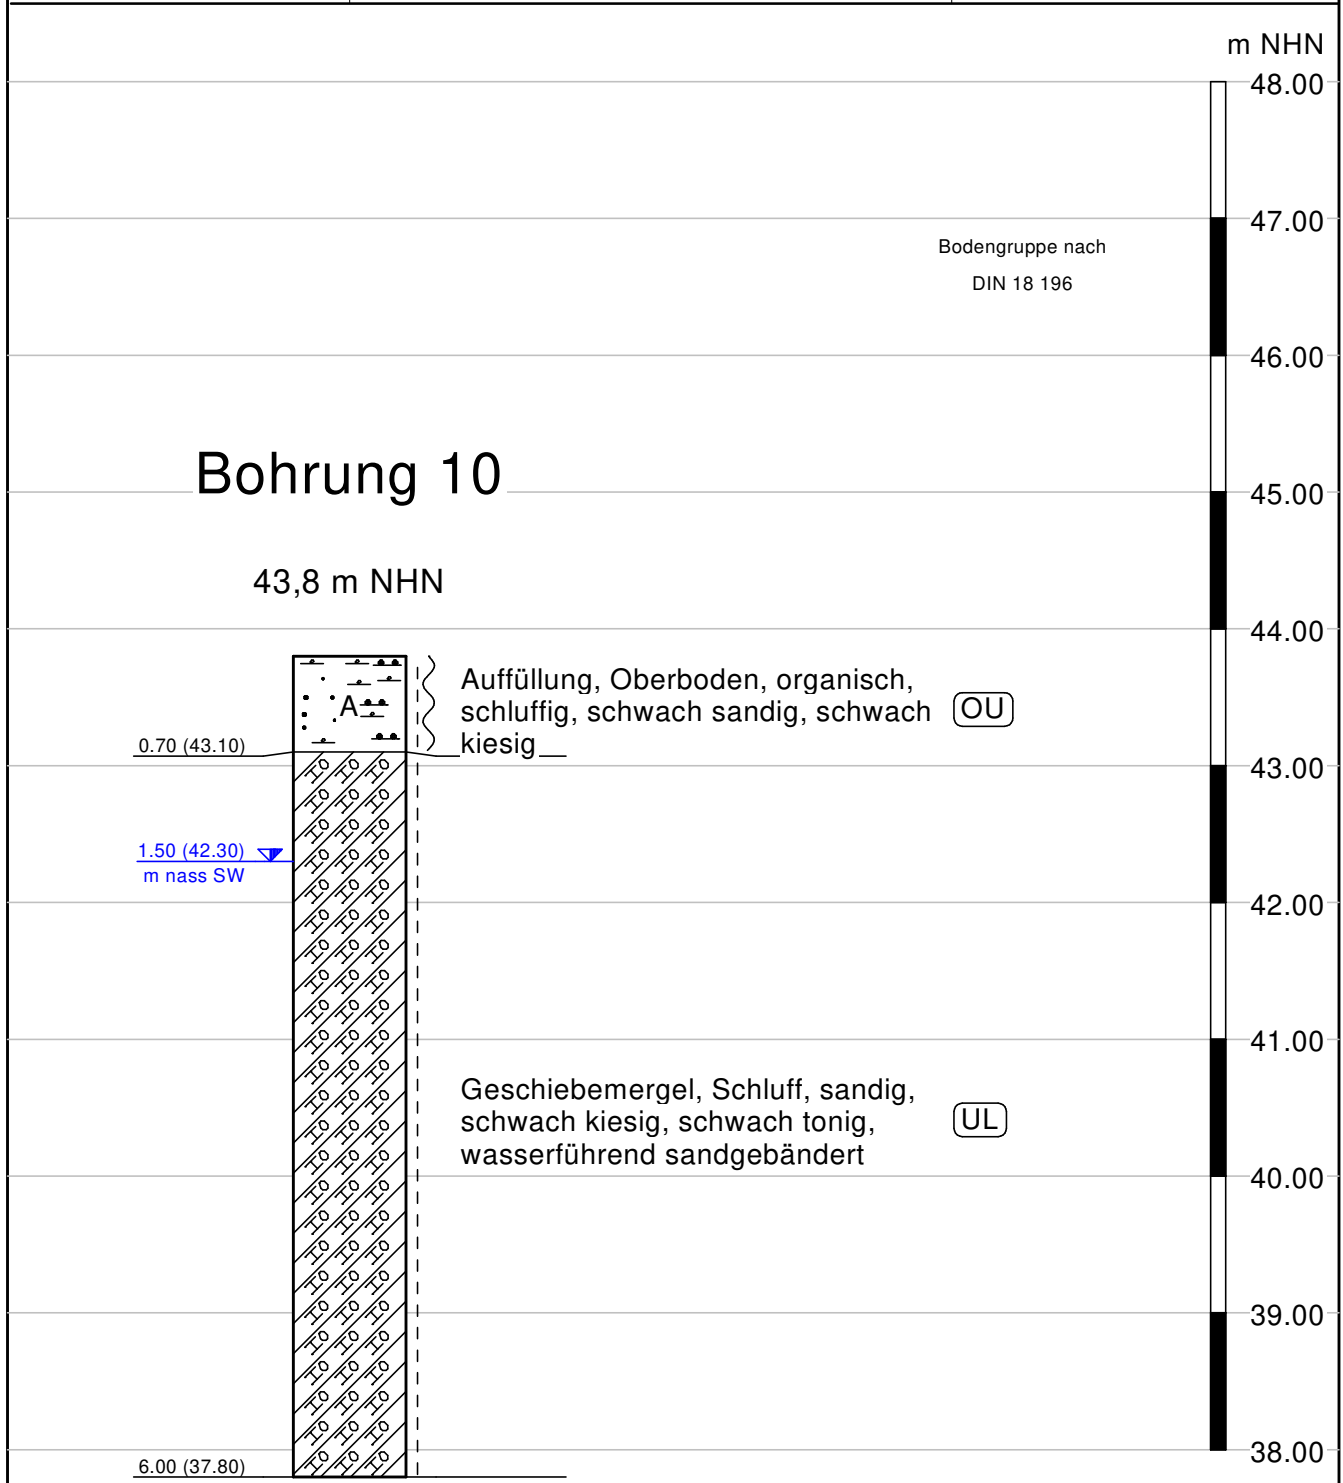 m NHN
48.00
47.00
Bodengruppe nach
DIN 18 196
46.00
Bohrung 10
45.00
43,8 m NHN
44.00
Auffüllung, Oberboden, organisch,
schluffig, schwach sandig, schwach
kiesig
OU
A
0.70 (43.10)
43.00
1.50 (42.30)
m nass SW
42.00
41.00
Geschiebemergel, Schluff, sandig,
schwach kiesig, schwach tonig,
wasserführend sandgebändert
UL
40.00
39.00
38.00
6.00 (37.80)